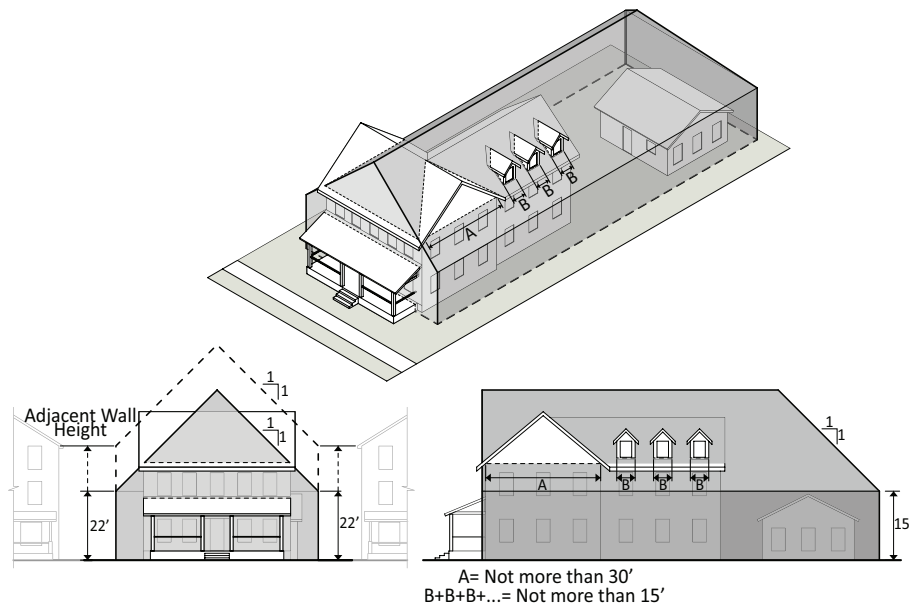 A
B
B
B
1
1
1
1
Adjacent Wall
Height
22’
22’
1
1
A
B
B
B
15
A= Not more than 30’
B+B+B+...= Not more than 15’